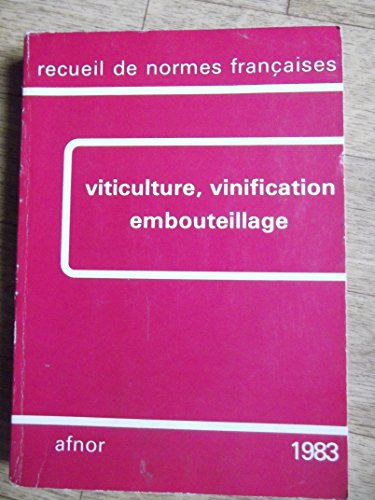 recueil de normes françaises
viticulture, vinification
embouteillage
afnor 1983